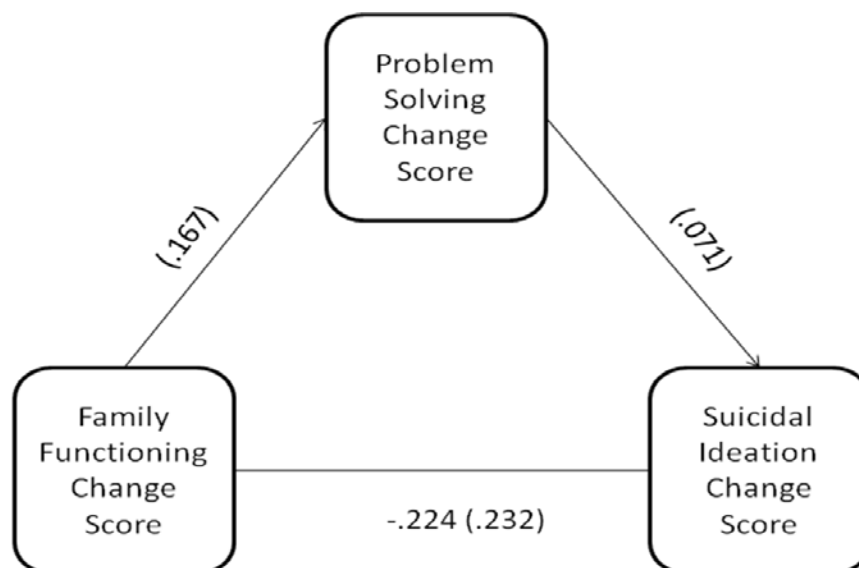 Problem
Solving
Change
Score
(.167)
(.071)
Family
Functioning
Change
Score
Suicidal
Ideation
Change
Score
-.224 (.232)